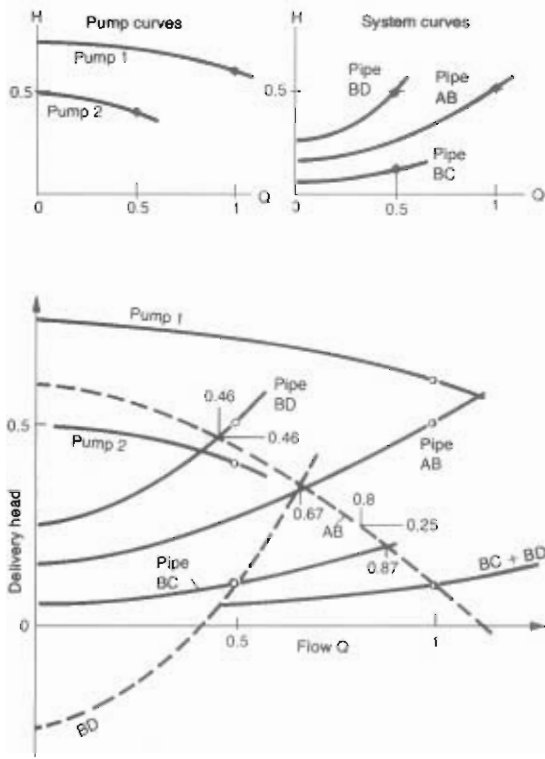 H
Pump curves
Pump 1
0.5
Pump 2
0
0.5
1
Q
H
System curves
Pipe
BD
Pipe
AB
0.5
Pipe
BC
0
0.5
1
Q
Pump 1
Pipe
BD
0.46
0.46
0.5
Pump 2
Pipe
AB
0.67
AB
0.8
0.25
0.87
Pipe
BC
BC + BD
Delivery head
0
0.5
Flow Q
1
BD